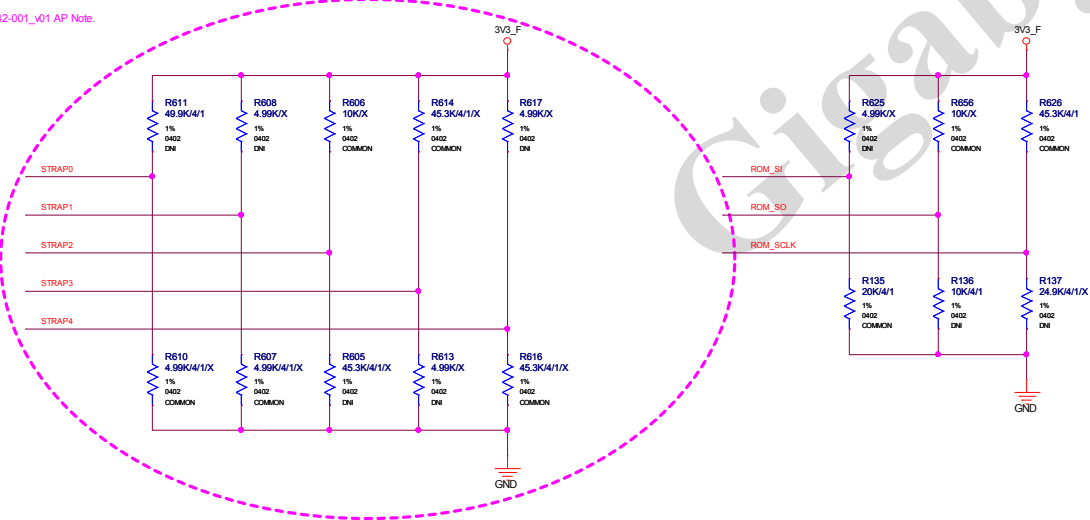 42-001_v01 AP Note.
3V3_F
3V3_F
R611
49.9K/4/1
1%
0402
DNI
R608
4.99K/X
1%
0402
DNI
R606
10K/X
1%
0402
COMMON
R614
45.3K/4/1/X
1%
0402
COMMON
R617
4.99K/X
1%
0402
DNI
R625
4.99K/X
1%
0402
DNI
R656
10K/X
1%
0402
COMMON
R626
45.3K/4/1
1%
0402
COMMON
STRAP0
STRAP1
STRAP2
STRAP3
STRAP4
ROM_SI
ROM_SO
ROM_SCLK
R610
4.99K/4/1/X
1%
0402
COMMON
R607
4.99K/4/1/X
1%
0402
COMMON
R605
45.3K/4/1/X
1%
0402
DNI
R613
4.99K/X
1%
0402
DNI
R616
45.3K/4/1/X
1%
0402
COMMON
R135
20K/4/1
1%
0402
COMMON
R136
10K/4/1
1%
0402
DNI
R137
24.9K/4/1/X
1%
0402
DNI
GND
GND
Gigab